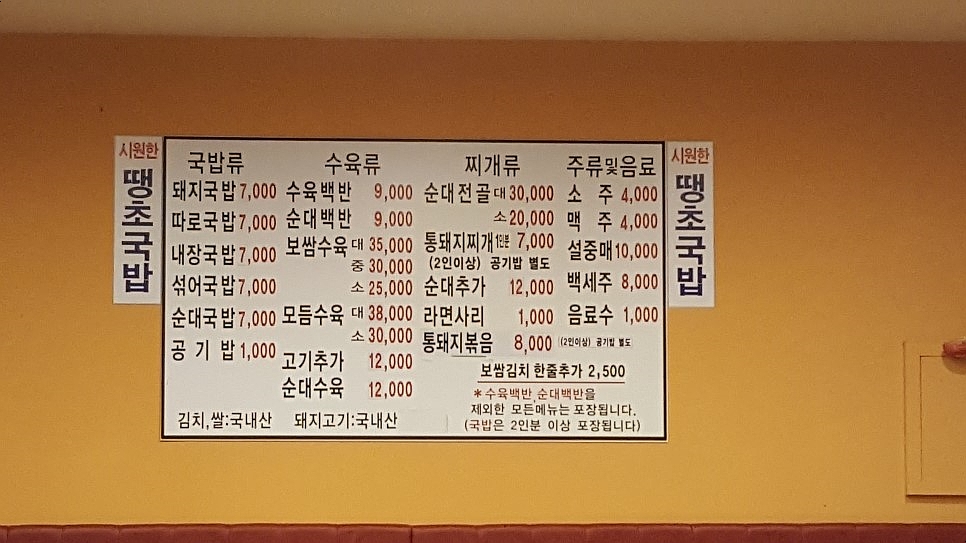 시원한
땡초국밥
국밥류
돼지국밥 7,000
따로국밥 7,000
내장국밥 7,000
섞어국밥 7,000
순대국밥 7,000
공기밥 1,000
수육류
수육백반 9,000
순대백반 9,000
보쌈수육 대 35,000
중 30,000
소 25,000
모듬수육 대 38,000
소 30,000
고기추가 12,000
순대수육 12,000
찌개류
순대전골 대 30,000
소 20,000
통돼지찌개 1인분 7,000
(2인이상) 공기밥 별도
순대추가 12,000
라면사리 1,000
통돼지볶음 8,000 (2인이상) 공기밥 별도
주류및음료
소주 4,000
맥주 4,000
설중매 10,000
백세주 8,000
음료수 1,000
보쌈김치 한줄추가 2,500
*수육백반,순대백반을
제외한 모든메뉴는 포장됩니다.
(국밥은 2인분 이상 포장됩니다)
김치,쌀:국내산 돼지고기:국내산
시원한
땡초국밥